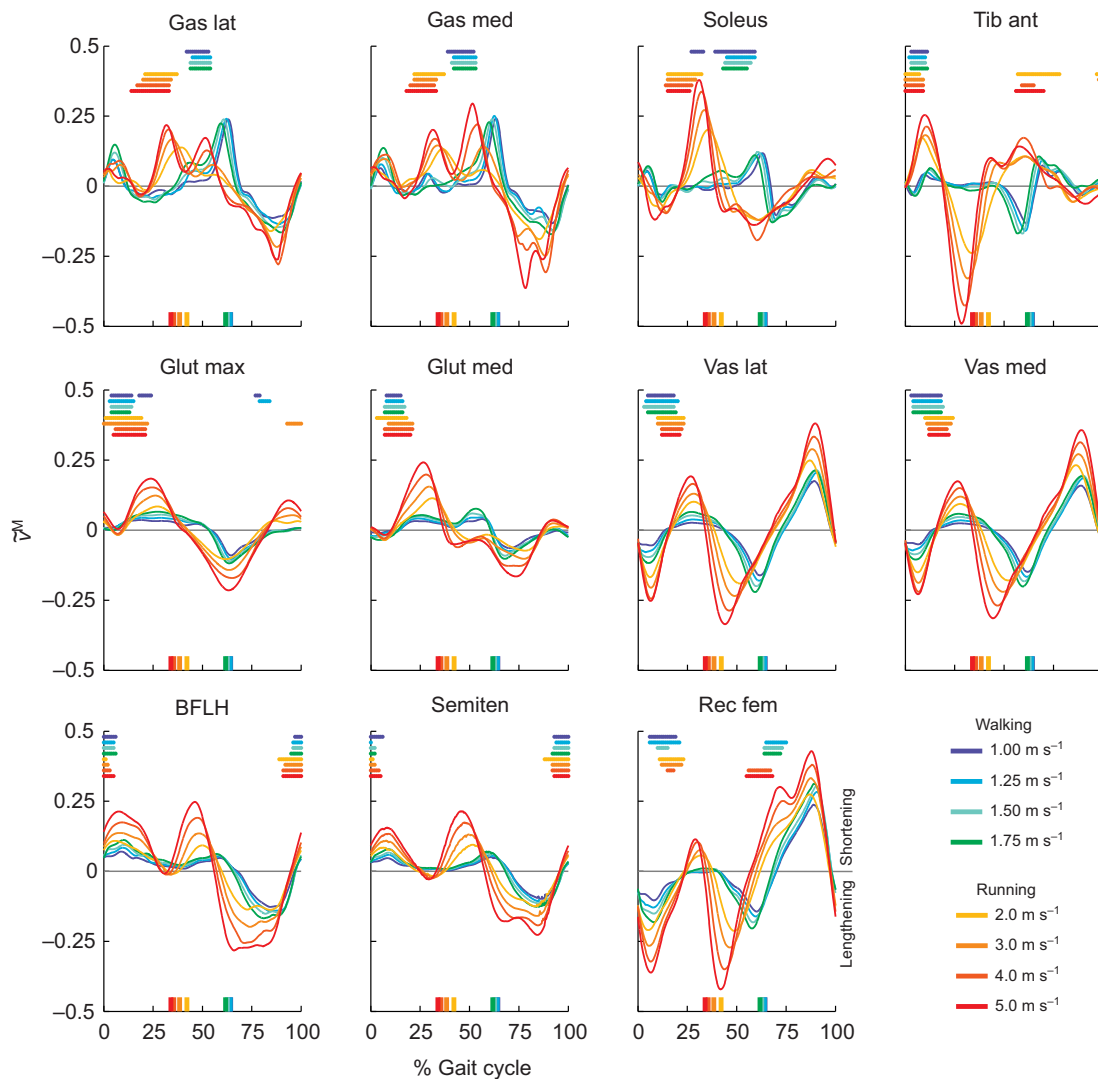 Gas lat Gas med Soleus Tib ant
0.5
0.25
0
–0.25
–0.5
Glut max Glut med Vas lat Vas med
0.5
0.25
0
–0.25
–0.5
ṽᴹ
BFLH Semiten Rec fem
0.5
0.25
0
–0.25
–0.5
0 25 50 75 100 0 25 50 75 100 0 25 50 75 100
% Gait cycle
Lengthening Shortening
Walking
1.00 m s⁻¹
1.25 m s⁻¹
1.50 m s⁻¹
1.75 m s⁻¹
Running
2.0 m s⁻¹
3.0 m s⁻¹
4.0 m s⁻¹
5.0 m s⁻¹